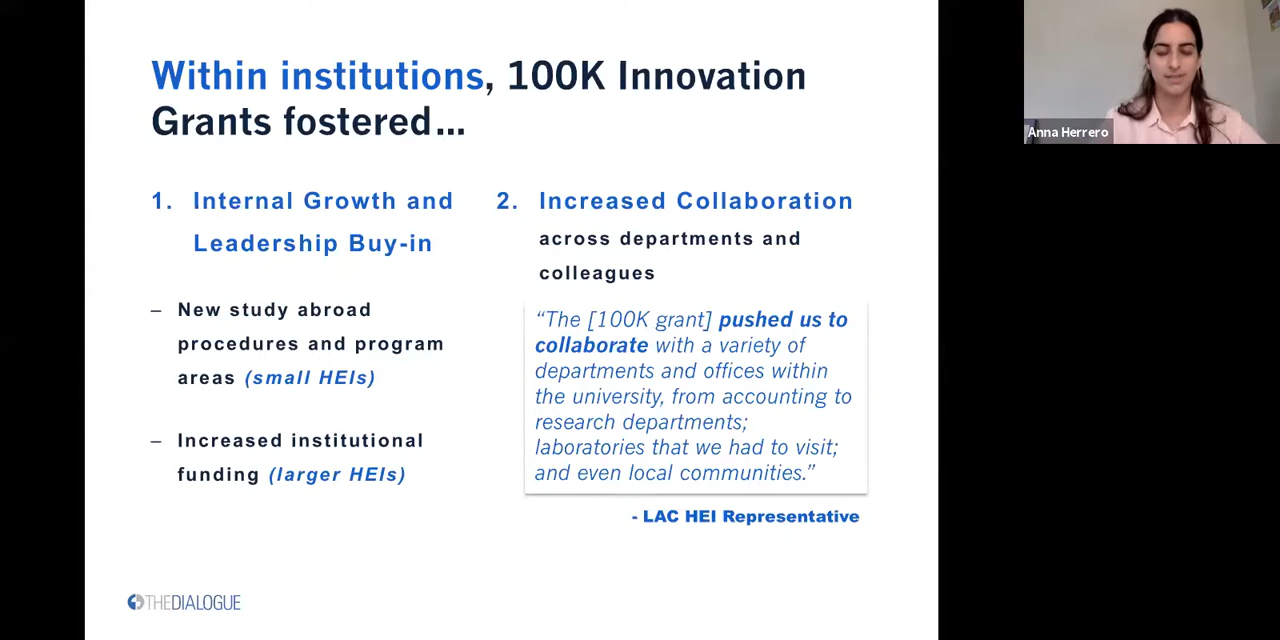 Within institutions, 100K Innovation
Grants fostered...
1. Internal Growth and
Leadership Buy-in
– New study abroad
procedures and program
areas (small HEIs)
– Increased institutional
funding (larger HEIs)
2. Increased Collaboration
across departments and
colleagues
“The [100K grant] pushed us to
collaborate with a variety of
departments and offices within
the university, from accounting to
research departments;
laboratories that we had to visit;
and even local communities.”
- LAC HEI Representative
THEDIALOGUE
Anna Herrero